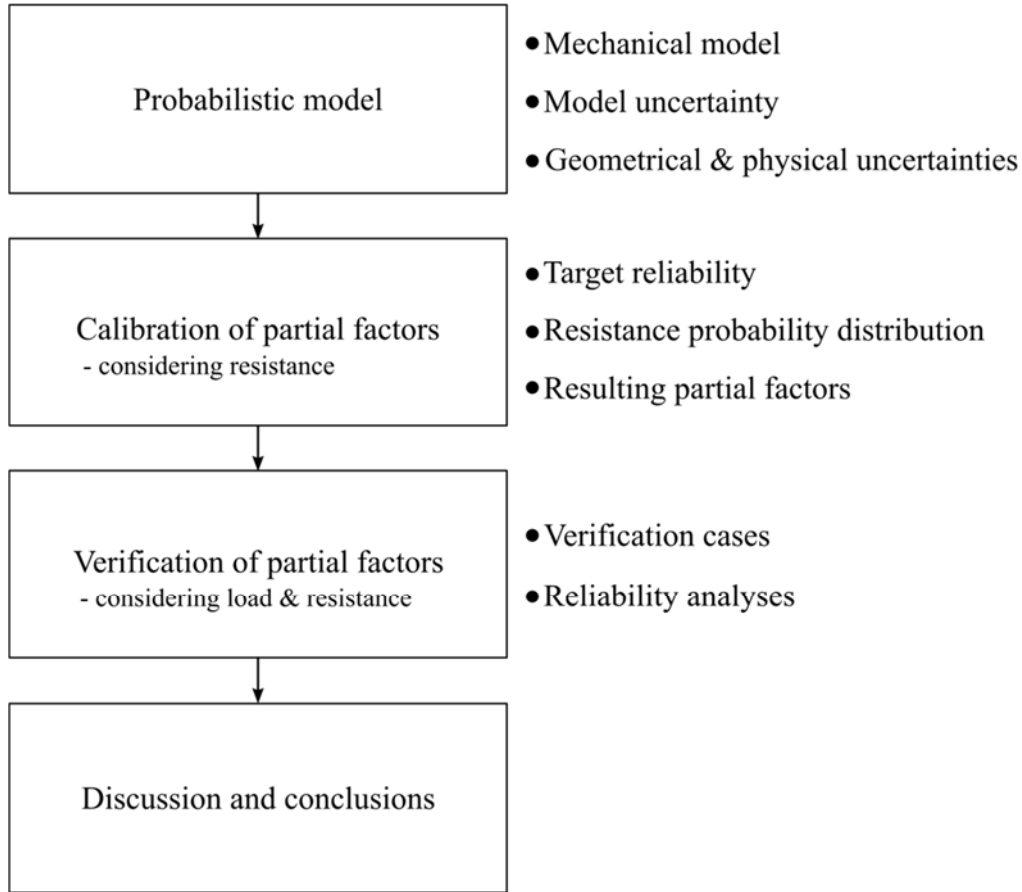 Probabilistic model
●Mechanical model
●Model uncertainty
●Geometrical & physical uncertainties
Calibration of partial factors
- considering resistance
●Target reliability
●Resistance probability distribution
●Resulting partial factors
Verification of partial factors
- considering load & resistance
●Verification cases
●Reliability analyses
Discussion and conclusions